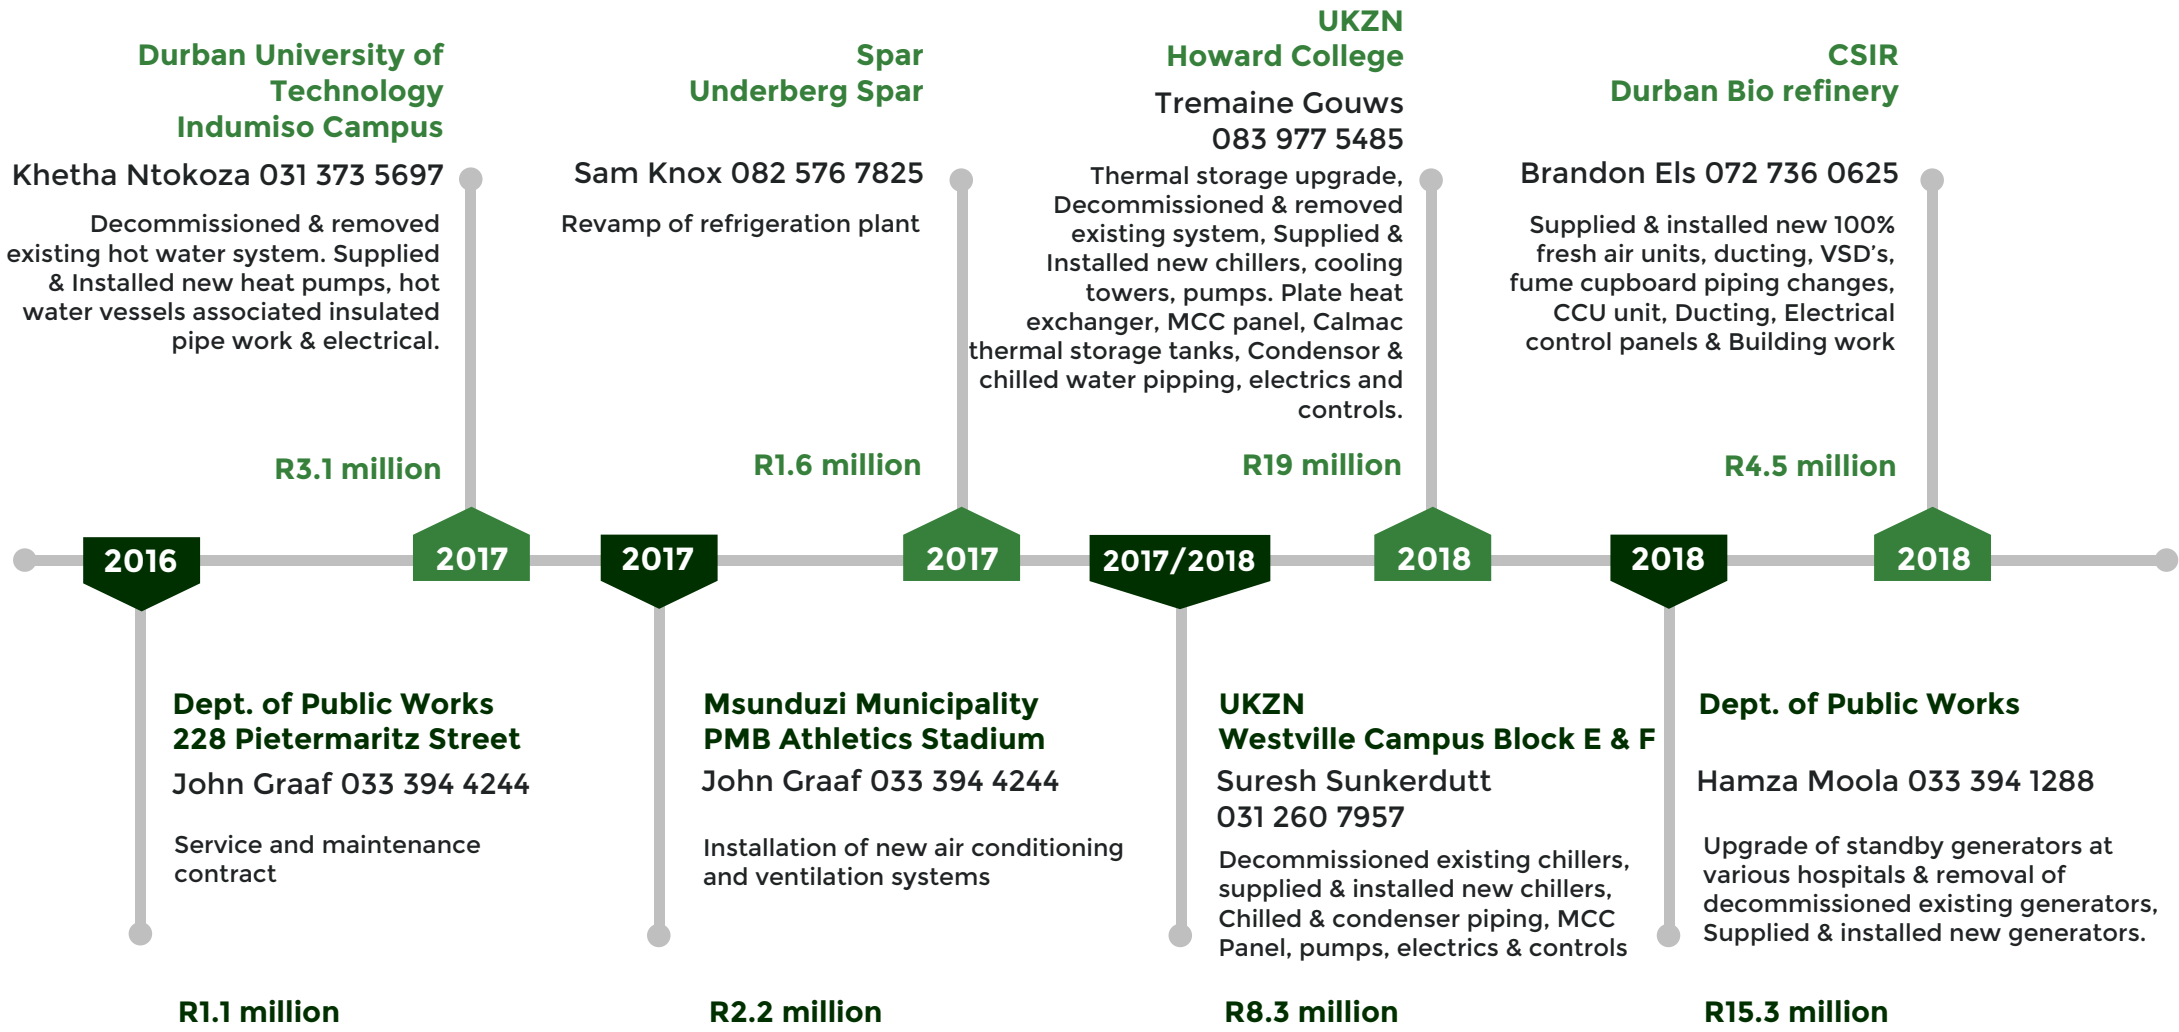 Durban University of
Technology
Indumiso Campus
Khetha Ntokoza 031 373 5697
Decommissioned & removed
existing hot water system. Supplied
& Installed new heat pumps, hot
water vessels associated insulated
pipe work & electrical.
R3.1 million
Spar
Underberg Spar
Sam Knox 082 576 7825
Revamp of refrigeration plant
R1.6 million
UKZN
Howard College
Tremaine Gouws
083 977 5485
Thermal storage upgrade,
Decommissioned & removed
existing system, Supplied &
Installed new chillers, cooling
towers, pumps. Plate heat
exchanger, MCC panel, Calmac
thermal storage tanks, Condensor &
chilled water pipping, electrics and
controls.
R19 million
CSIR
Durban Bio refinery
Brandon Els 072 736 0625
Supplied & installed new 100%
fresh air units, ducting, VSD's,
fume cupboard piping changes,
CCU unit, Ducting, Electrical
control panels & Building work
R4.5 million
2016
2017
2017
2017
2017/2018
2018
2018
2018
Dept. of Public Works
228 Pietermaritz Street
John Graaf 033 394 4244
Service and maintenance
contract
R1.1 million
Msunduzi Municipality
PMB Athletics Stadium
John Graaf 033 394 4244
Installation of new air conditioning
and ventilation systems
R2.2 million
UKZN
Westville Campus Block E & F
Suresh Sunkerdutt
031 260 7957
Decommissioned existing chillers,
supplied & installed new chillers,
Chilled & condenser piping, MCC
Panel, pumps, electrics & controls
R8.3 million
Dept. of Public Works
Hamza Moola 033 394 1288
Upgrade of standby generators at
various hospitals & removal of
decommissioned existing generators,
Supplied & installed new generators.
R15.3 million